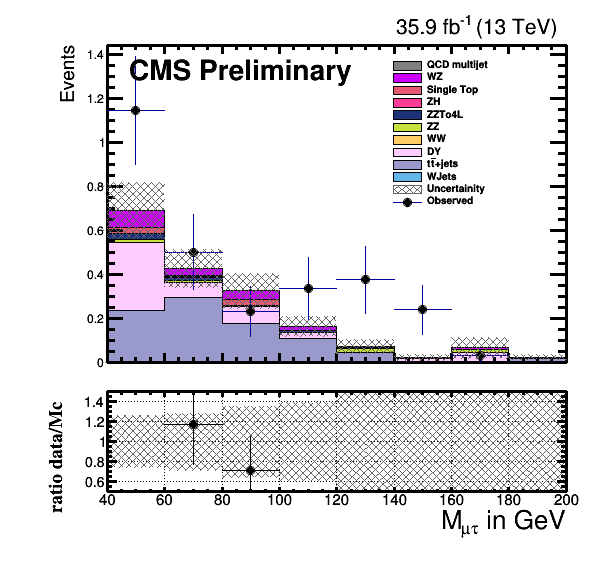 35.9 fb⁻¹ (13 TeV)
Events
CMS Preliminary
1.4
1.2
1
0.8
0.6
0.4
0.2
0
QCD multijet
WZ
Single Top
ZH
ZZTo4L
ZZ
WW
DY
tt̄+jets
WJets
Uncertainity
Observed
ratio data/Mc
1.4
1.2
1
0.8
0.6
40 60 80 100 120 140 160 180 200
M_μτ in GeV